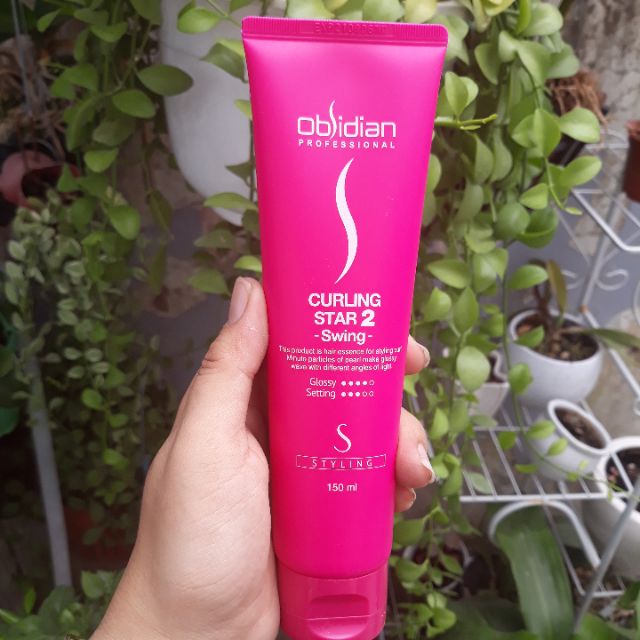 Obsidian
PROFESSIONAL
CURLING
STAR 2
- Swing -
This product is hair essence for styling curl
Minute particles of pearl make glossy
wave with different angles of light.
Glossy
Setting
S
STYLING
150 ml